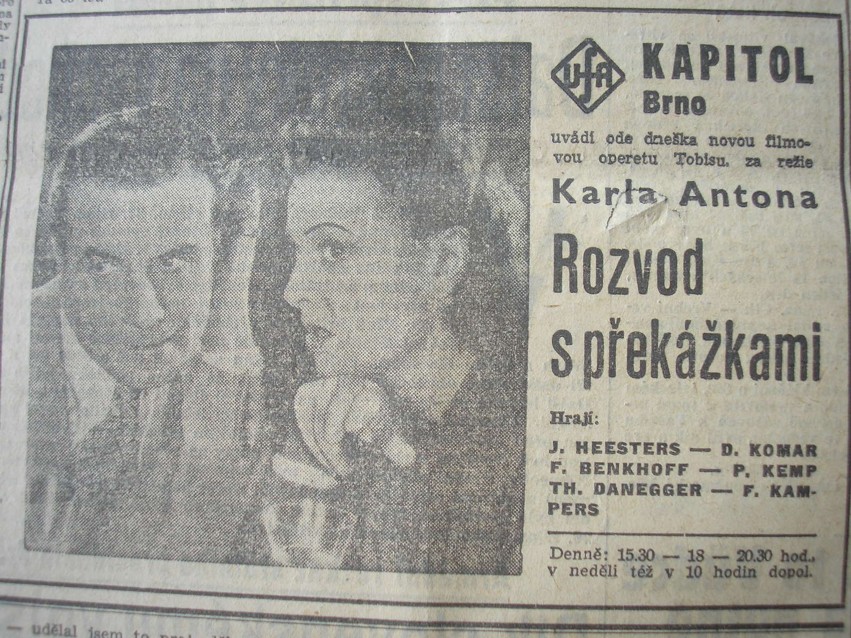 UFA
KAPITOL
Brno
uvádí ode dneška novou filmo-
vou operetu Tobisu, za režie
Karla Antona
Rozvod
s překážkami
Hrají:
J. HEESTERS — D. KOMAR
F. BENKHOFF — P. KEMP
TH. DANEGGER — F. KAM-
PERS
Denně: 15.30 — 18 — 20.30 hod.,
v neděli též v 10 hodin dopol.
— udělal jsem to